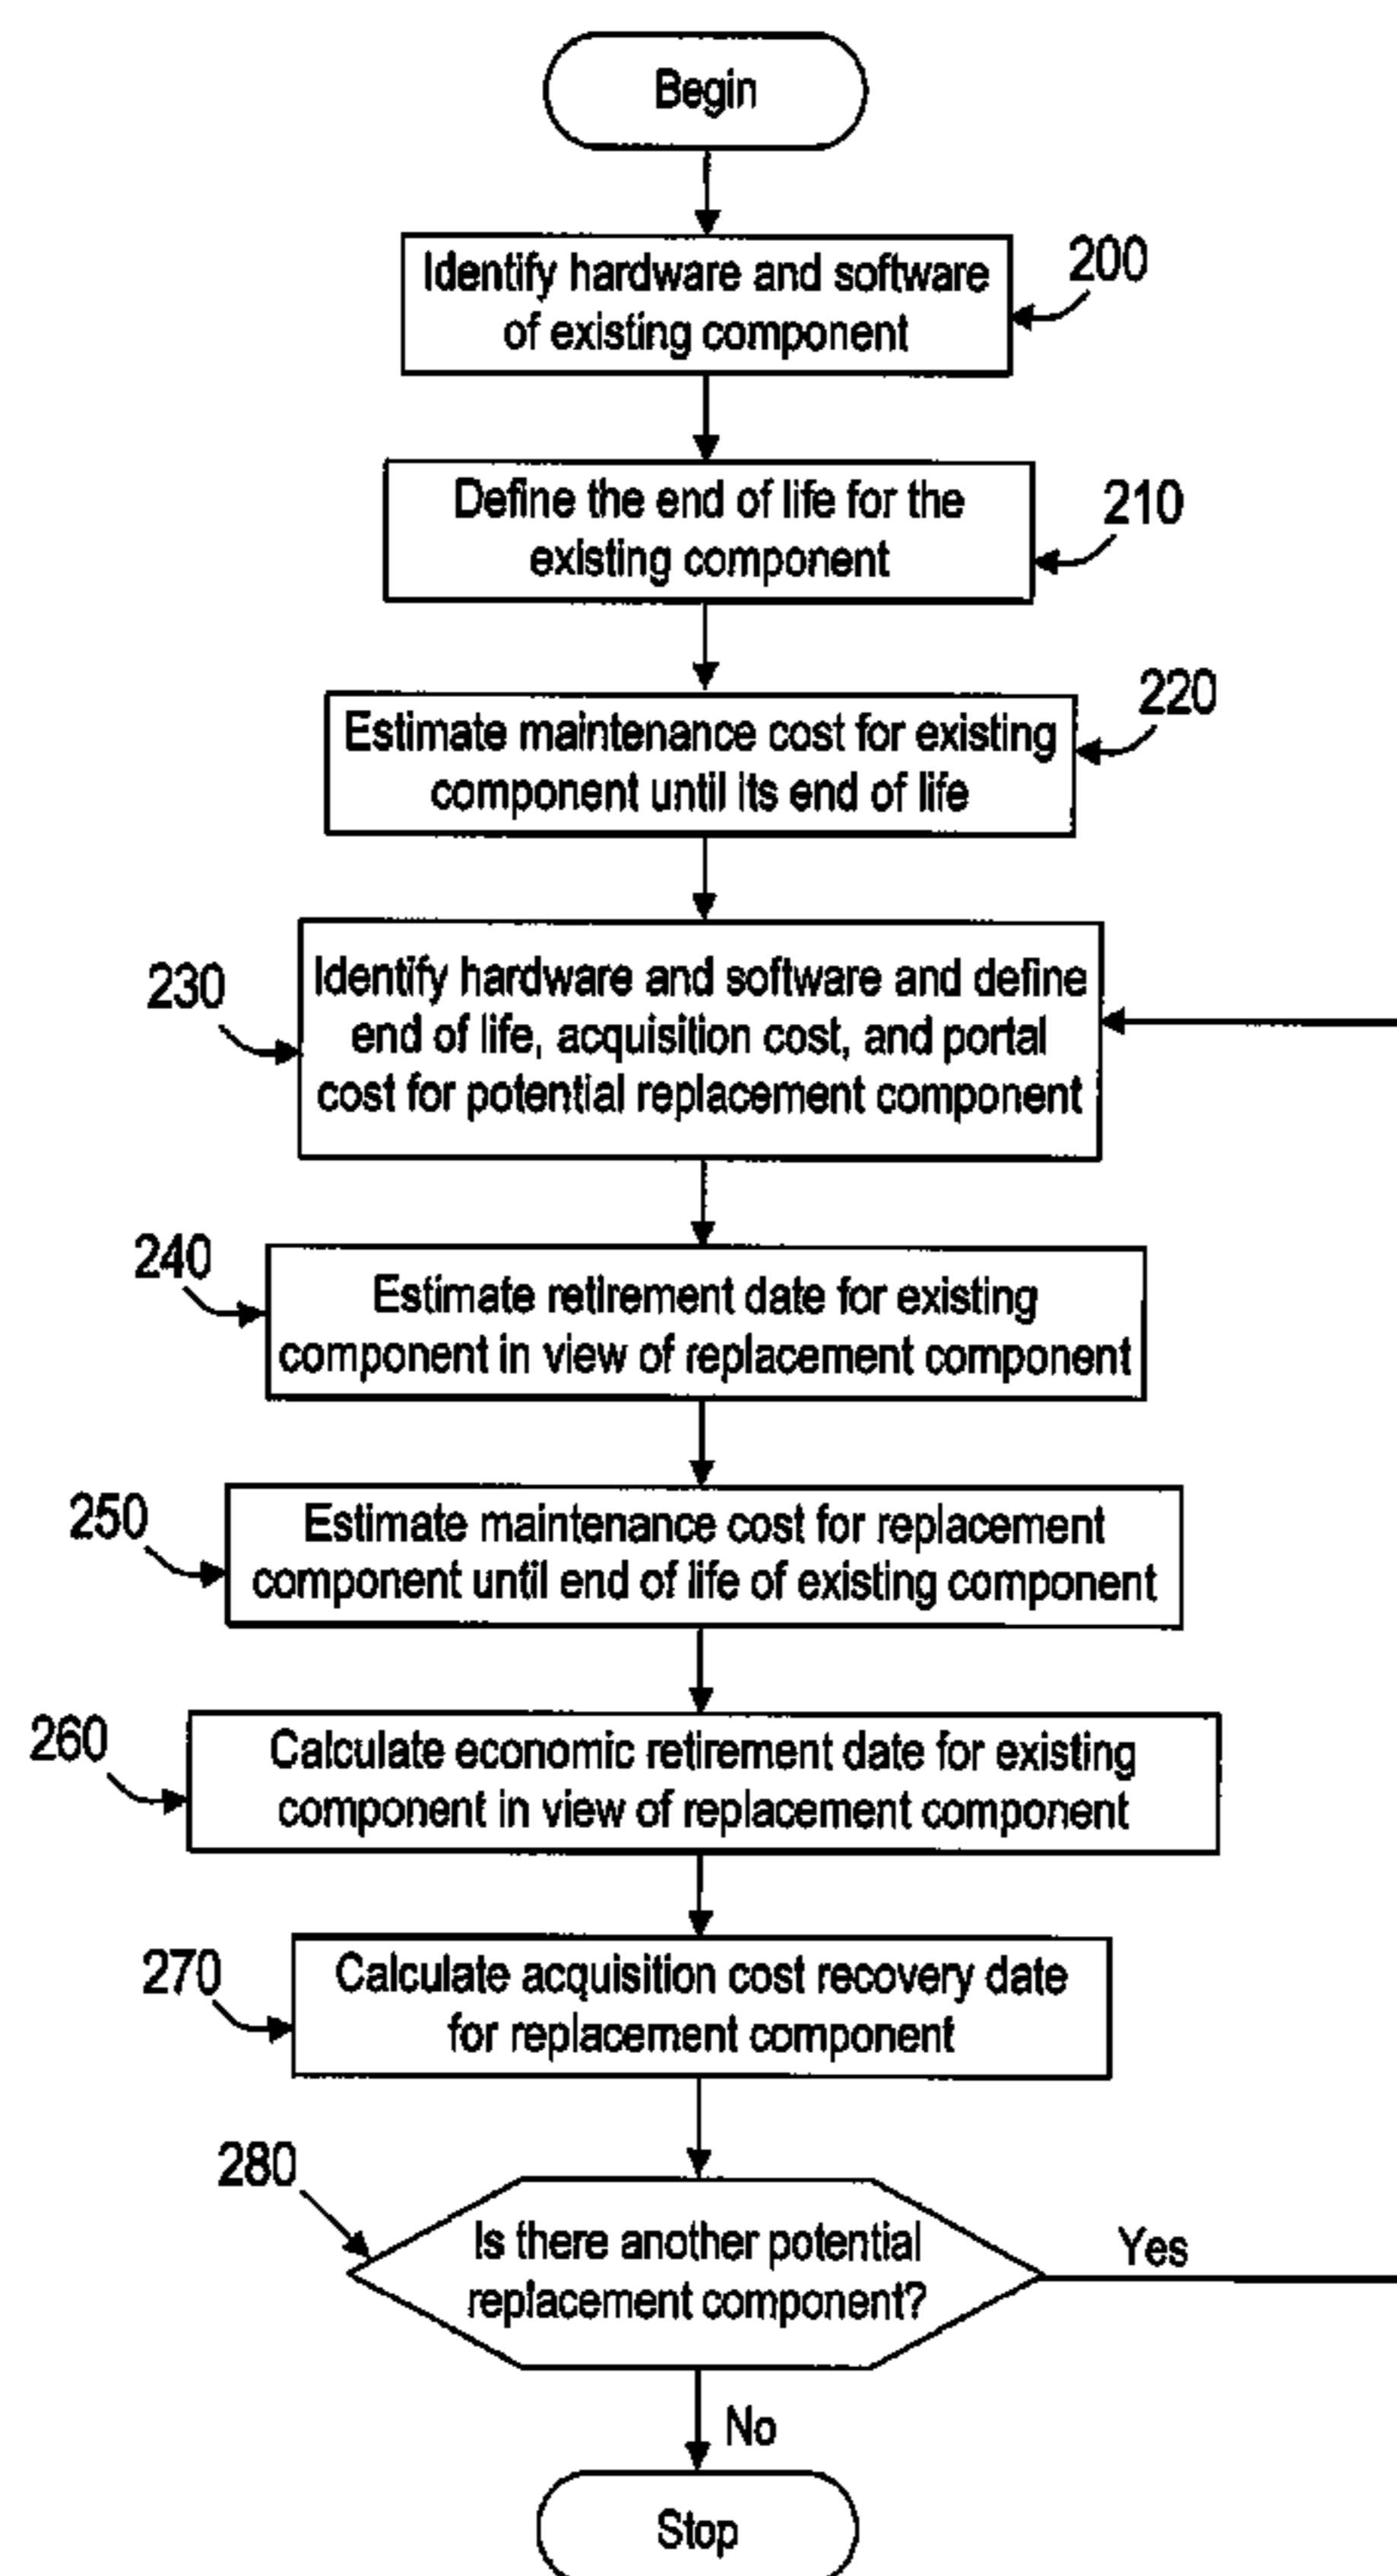 Begin
Identify hardware and software
of existing component
200
Define the end of life for the
existing component
210
Estimate maintenance cost for existing
component until its end of life
220
Identify hardware and software and define
end of life, acquisition cost, and portal
cost for potential replacement component
230
Estimate retirement date for existing
component in view of replacement component
240
Estimate maintenance cost for replacement
component until end of life of existing component
250
Calculate economic retirement date for existing
component in view of replacement component
260
Calculate acquisition cost recovery date
for replacement component
270
Is there another potential
replacement component?
280
Yes
No
Stop